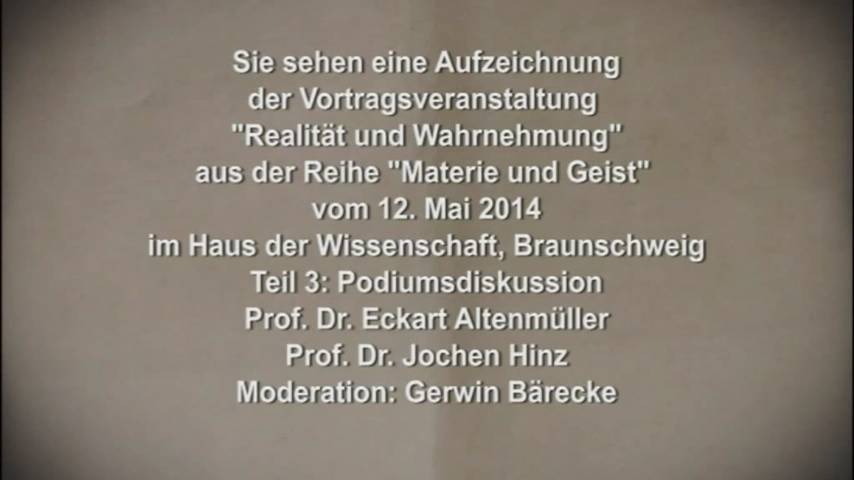 Sie sehen eine Aufzeichnung
der Vortragsveranstaltung
"Realität und Wahrnehmung"
aus der Reihe "Materie und Geist"
vom 12. Mai 2014
im Haus der Wissenschaft, Braunschweig
Teil 3: Podiumsdiskussion
Prof. Dr. Eckart Altenmüller
Prof. Dr. Jochen Hinz
Moderation: Gerwin Bärecke